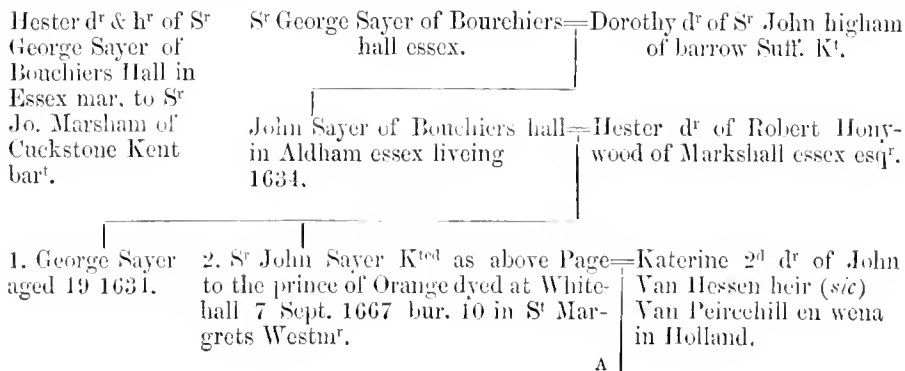 Hester dʳ & hʳ of Sʳ
George Sayer of
Bouchiers Hall in
Essex mar. to Sʳ
Jo. Marsham of
Cuckstone Kent
barᵗ.
Sʳ George Sayer of Bourchiers=Dorothy dʳ of Sʳ John higham
hall essex.
of barrow Suff. Kᵗ.
John Sayer of Bouchiers hall=Hester dʳ of Robert Hony-
in Aldham essex liveing
wood of Markshall essex esqʳ.
1634.
1. George Sayer
aged 19 1634.
2. Sʳ John Sayer Kᵗᵉᵈ as above Page=Katerine 2ᵈ dʳ of John
to the prince of Orange dyed at White-
hall 7 Sept. 1667 bur. 10 in Sᵗ Mar-
grets Westmʳ.
Van Hessen heir (sic)
Van Peircehill en wena
in Holland.
A